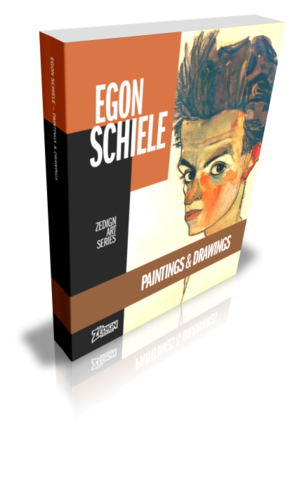 EGON
SCHIELE
ZEDIGN
ART
SERIES
PAINTINGS & DRAWINGS
ZEDIGN
EGON SCHIELE - PAINTINGS & DRAWINGS